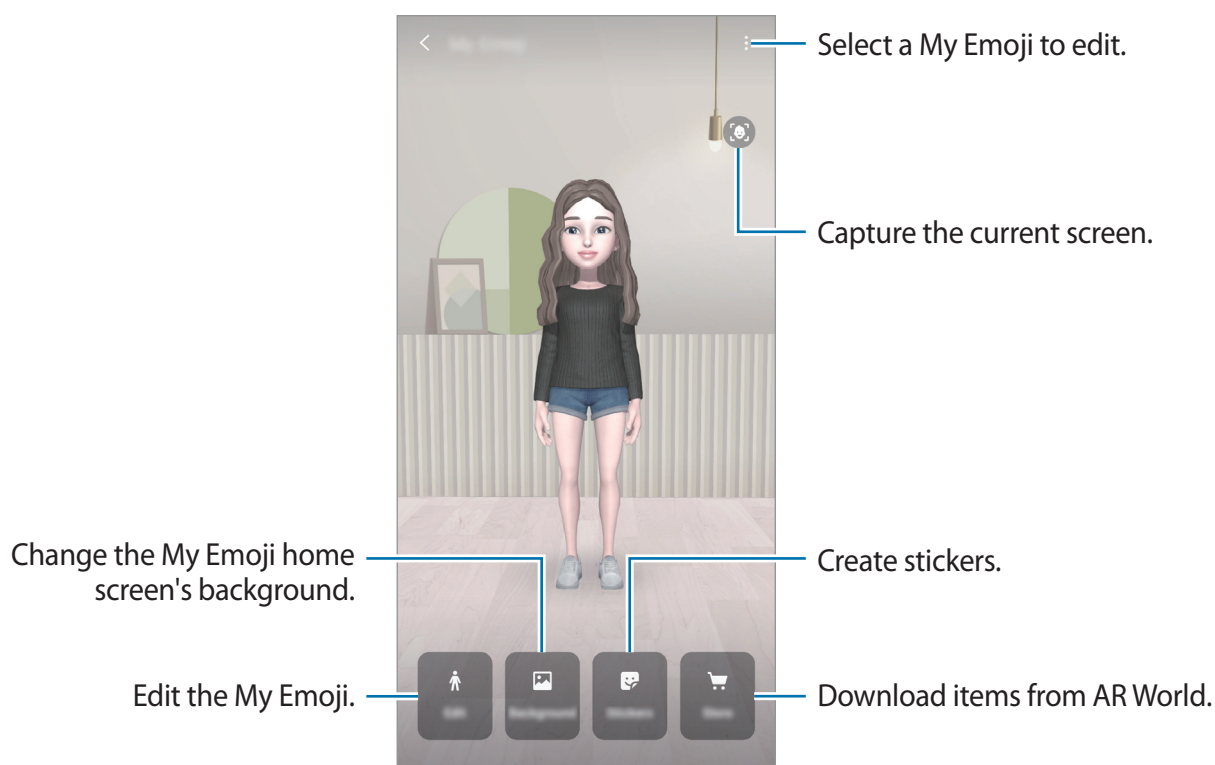 Select a My Emoji to edit.
Capture the current screen.
Change the My Emoji home
screen's background.
Create stickers.
Edit the My Emoji.
Download items from AR World.